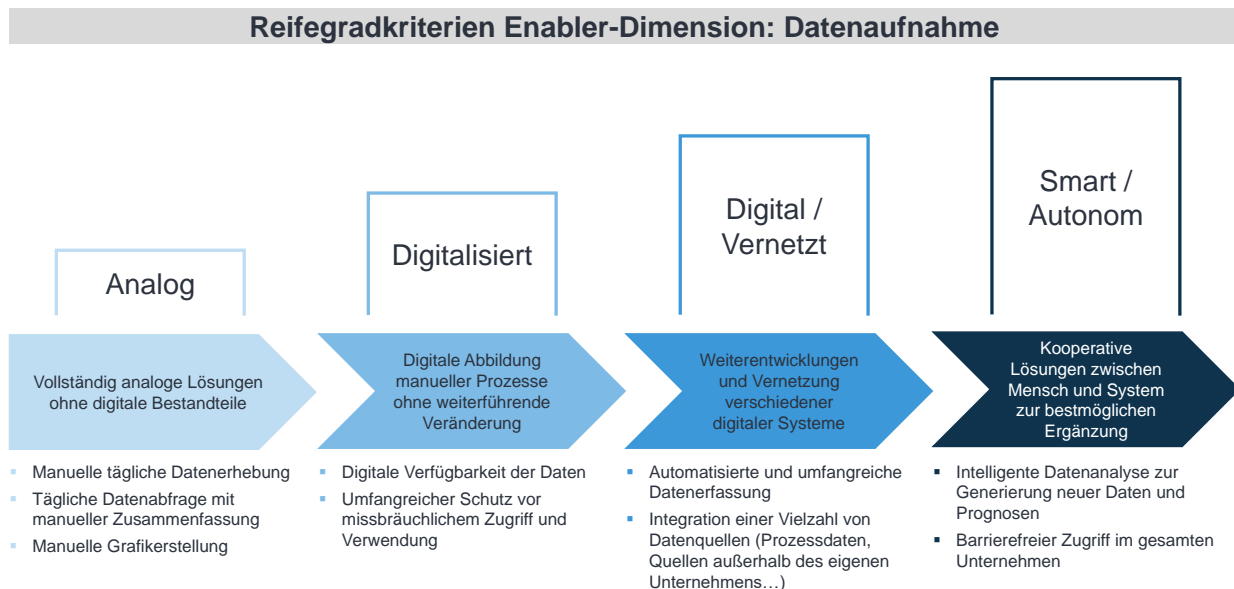 Reifegradkriterien Enabler-Dimension: Datenaufnahme
Analog
Digitalisiert
Digital /
Vernetzt
Smart /
Autonom
Vollständig analoge Lösungen
ohne digitale Bestandteile
Digitale Abbildung
manueller Prozesse
ohne weiterführende
Veränderung
Weiterentwicklungen
und Vernetzung
verschiedener
digitaler Systeme
Kooperative
Lösungen zwischen
Mensch und System
zur bestmöglichen
Ergänzung
▪ Manuelle tägliche Datenerhebung
▪ Tägliche Datenabfrage mit
manueller Zusammenfassung
▪ Manuelle Grafikerstellung
▪ Digitale Verfügbarkeit der Daten
▪ Umfangreicher Schutz vor
missbräuchlichem Zugriff und
Verwendung
▪ Automatisierte und umfangreiche
Datenerfassung
▪ Integration einer Vielzahl von
Datenquellen (Prozessdaten,
Quellen außerhalb des eigenen
Unternehmens…)
▪ Intelligente Datenanalyse zur
Generierung neuer Daten und
Prognosen
▪ Barrierefreier Zugriff im gesamten
Unternehmen